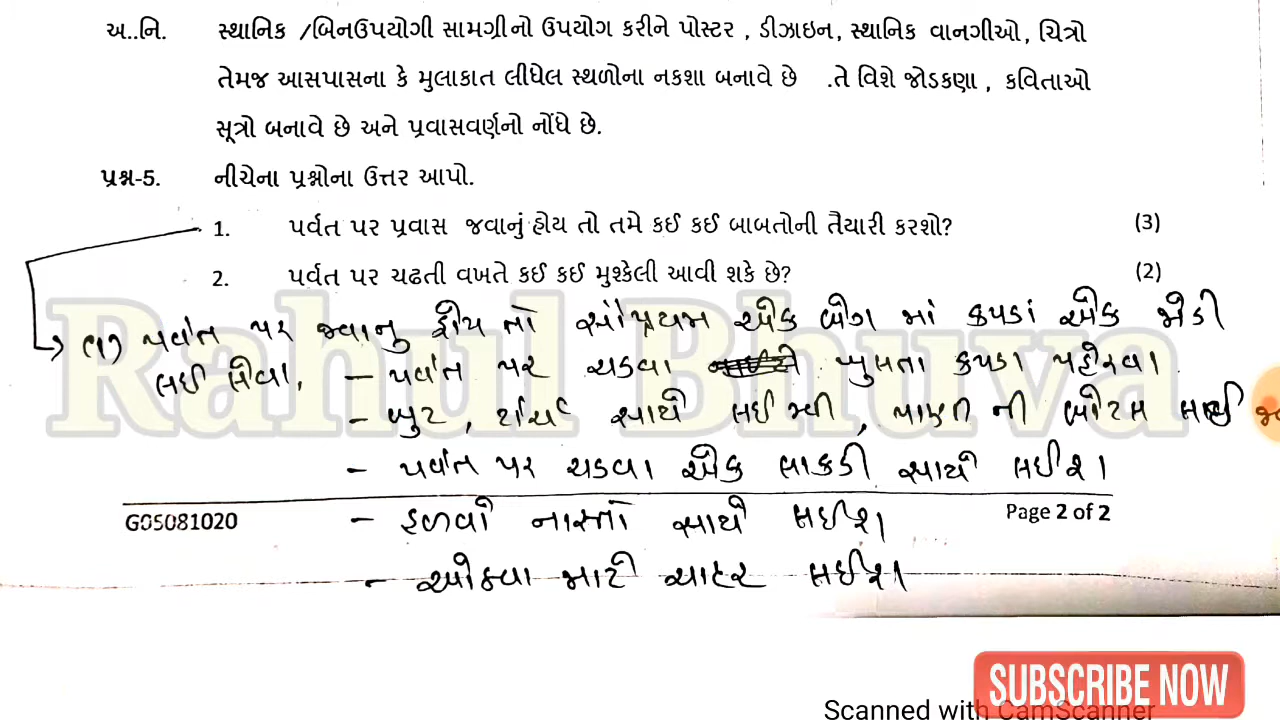 અ..નિ. સ્થાનિક /બિનઉપયોગી સામગ્રીનો ઉપયોગ કરીને પોસ્ટર , ડીઝાઇન, સ્થાનિક વાનગીઓ, ચિત્રો
તેમજ આસપાસના કે મુલાકાત લીધેલ સ્થળોના નકશા બનાવે છે .તે વિશે જોડકણા , કવિતાઓ
સૂત્રો બનાવે છે અને પ્રવાસવર્ણનો નોંધે છે.
પ્રશ્ન-5. નીચેના પ્રશ્નોના ઉત્તર આપો.
1. પર્વત પર પ્રવાસ જવાનું હોય તો તમે કઈ કઈ બાબતોની તૈયારી કરશો? (3)
2. પર્વત પર ચઢતી વખતે કઈ કઈ મુશ્કેલી આવી શકે છે? (2)
Rahul Bhuva
પર્વત પર જવાનુ હોય તો પ્રથમ એક બેગ માં કપડાં એક જોડી
લઈ લેવા. – પર્વત પર ચડવા ખુલતા કપડા પહેરવા
– બુટ , ટોર્ચ સાથે લઈ , પાણી ની બોટલ
– પર્વત પર ચડવા એક લાકડી સાથે લઈશ।
G05081020 – હળવો નાસ્તો સાથે લઈશ। Page 2 of 2
– ઓઢવા માટે ચાદર લઈશ।
SUBSCRIBE NOW
Scanned with CamScanner